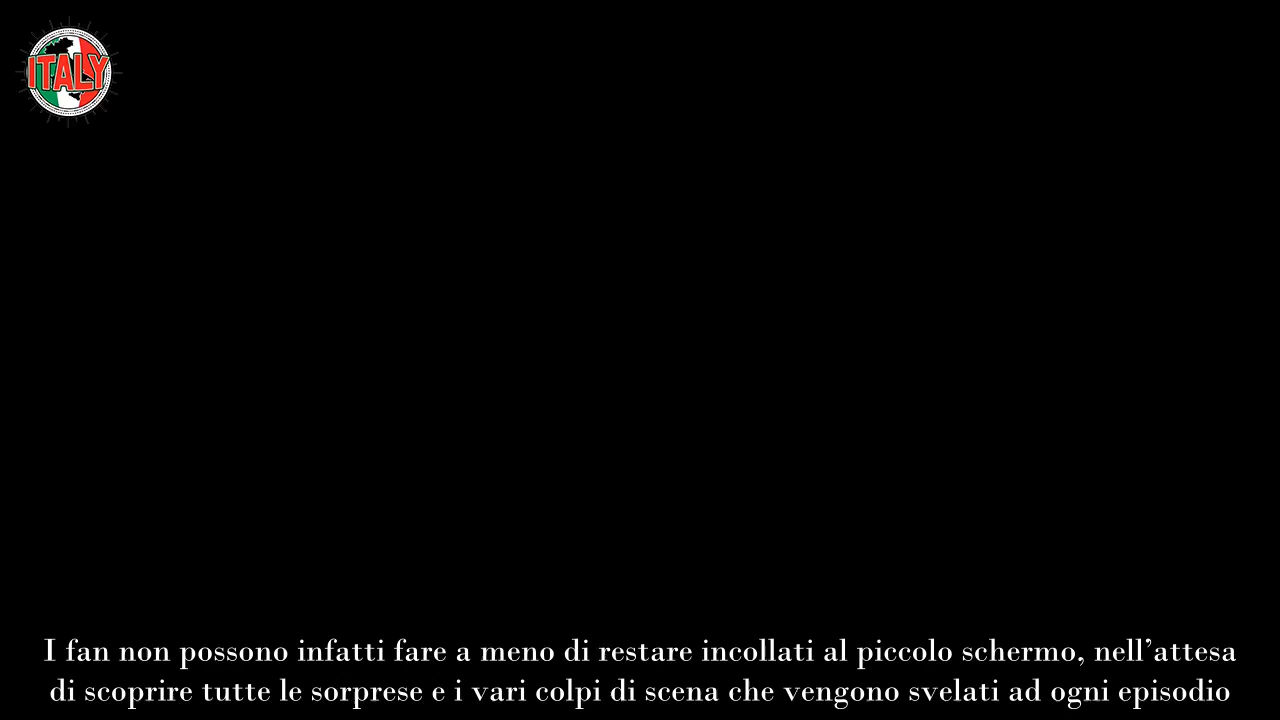 ITALY
I fan non possono infatti fare a meno di restare incollati al piccolo schermo, nell’attesa
di scoprire tutte le sorprese e i vari colpi di scena che vengono svelati ad ogni episodio